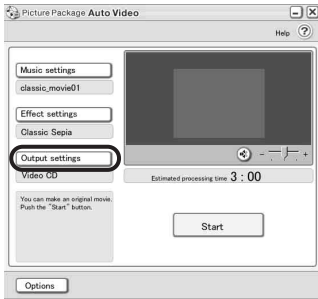 Picture Package Auto Video
Help ?
Music settings
classic_movie01
Effect settings
Classic Sepia
Output settings
Video CD
- +
Estimated processing time 3 : 00
You can make an original movie.
Push the "Start" button.
Start
Options